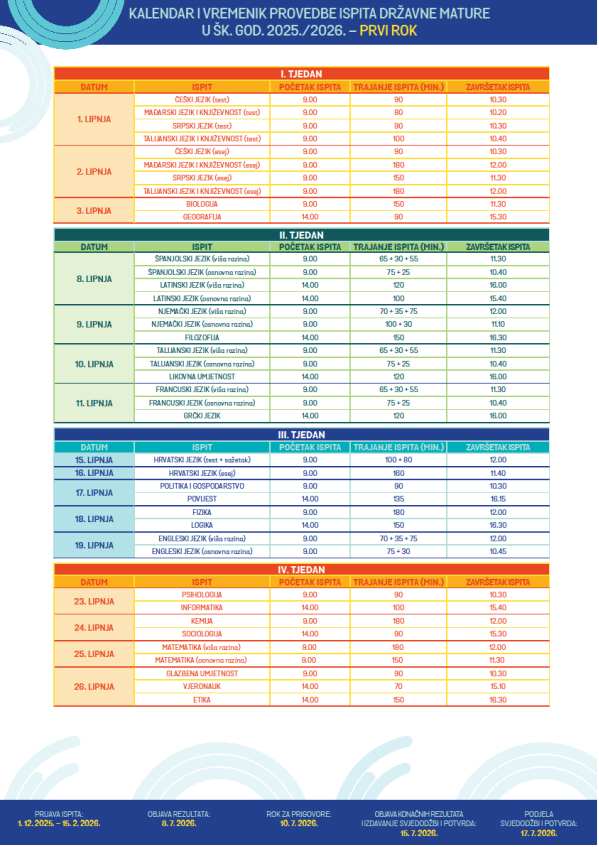 KALENDAR I VREMENIK PROVEDBE ISPITA DRŽAVNE MATURE
U ŠK. GOD. 2025./2026. – PRVI ROK
I. TJEDAN
DATUM ISPIT POČETAK ISPITA TRAJANJE ISPITA (MIN.) ZAVRŠETAK ISPITA
1. LIPNJA
ČEŠKI JEZIK (test) 9.00 90 10.30
MAĐARSKI JEZIK I KNJIŽEVNOST (test) 9.00 80 10.20
SRPSKI JEZIK (test) 9.00 90 10.30
TALIJANSKI JEZIK I KNJIŽEVNOST (test) 9.00 100 10.40
2. LIPNJA
ČEŠKI JEZIK (esej) 9.00 90 10.30
MAĐARSKI JEZIK I KNJIŽEVNOST (esej) 9.00 180 12.00
SRPSKI JEZIK (esej) 9.00 150 11.30
TALIJANSKI JEZIK I KNJIŽEVNOST (esej) 9.00 180 12.00
3. LIPNJA
BIOLOGIJA 9.00 150 11.30
GEOGRAFIJA 14.00 90 15.30
II. TJEDAN
DATUM ISPIT POČETAK ISPITA TRAJANJE ISPITA (MIN.) ZAVRŠETAK ISPITA
8. LIPNJA
ŠPANJOLSKI JEZIK (viša razina) 9.00 65 + 30 + 55 11.30
ŠPANJOLSKI JEZIK (osnovna razina) 9.00 75 + 25 10.40
LATINSKI JEZIK (viša razina) 14.00 120 16.00
LATINSKI JEZIK (osnovna razina) 14.00 100 15.40
9. LIPNJA
NJEMAČKI JEZIK (viša razina) 9.00 70 + 35 + 75 12.00
NJEMAČKI JEZIK (osnovna razina) 9.00 100 + 30 11.10
FILOZOFIJA 14.00 150 16.30
10. LIPNJA
TALIJANSKI JEZIK (viša razina) 9.00 65 + 30 + 55 11.30
TALIJANSKI JEZIK (osnovna razina) 9.00 75 + 25 10.40
LIKOVNA UMJETNOST 14.00 120 16.00
11. LIPNJA
FRANCUSKI JEZIK (viša razina) 9.00 65 + 30 + 55 11.30
FRANCUSKI JEZIK (osnovna razina) 9.00 75 + 25 10.40
GRČKI JEZIK 14.00 120 16.00
III. TJEDAN
DATUM ISPIT POČETAK ISPITA TRAJANJE ISPITA (MIN.) ZAVRŠETAK ISPITA
15. LIPNJA HRVATSKI JEZIK (test + sažetak) 9.00 100 + 80 12.00
16. LIPNJA HRVATSKI JEZIK (esej) 9.00 160 11.40
17. LIPNJA
POLITIKA I GOSPODARSTVO 9.00 90 10.30
POVIJEST 14.00 135 16.15
18. LIPNJA
FIZIKA 9.00 180 12.00
LOGIKA 14.00 150 16.30
19. LIPNJA
ENGLESKI JEZIK (viša razina) 9.00 70 + 35 + 75 12.00
ENGLESKI JEZIK (osnovna razina) 9.00 75 + 30 10.45
IV. TJEDAN
DATUM ISPIT POČETAK ISPITA TRAJANJE ISPITA (MIN.) ZAVRŠETAK ISPITA
23. LIPNJA
PSIHOLOGIJA 9.00 90 10.30
INFORMATIKA 14.00 100 15.40
24. LIPNJA
KEMIJA 9.00 180 12.00
SOCIOLOGIJA 14.00 90 15.30
25. LIPNJA
MATEMATIKA (viša razina) 9.00 180 12.00
MATEMATIKA (osnovna razina) 9.00 150 11.30
26. LIPNJA
GLAZBENA UMJETNOST 9.00 90 10.30
VJERONAUK 14.00 70 15.10
ETIKA 14.00 150 16.30
PRIJAVA ISPITA:
1. 12. 2025. – 15. 2. 2026.
OBJAVA REZULTATA:
8. 7. 2026.
ROK ZA PRIGOVORE:
10. 7. 2026.
OBJAVA KONAČNIH REZULTATA
I IZDAVANJE SVJEDODŽBI I POTVRDA:
15. 7. 2026.
PODJELA
SVJEDODŽBI I POTVRDA:
17. 7. 2026.